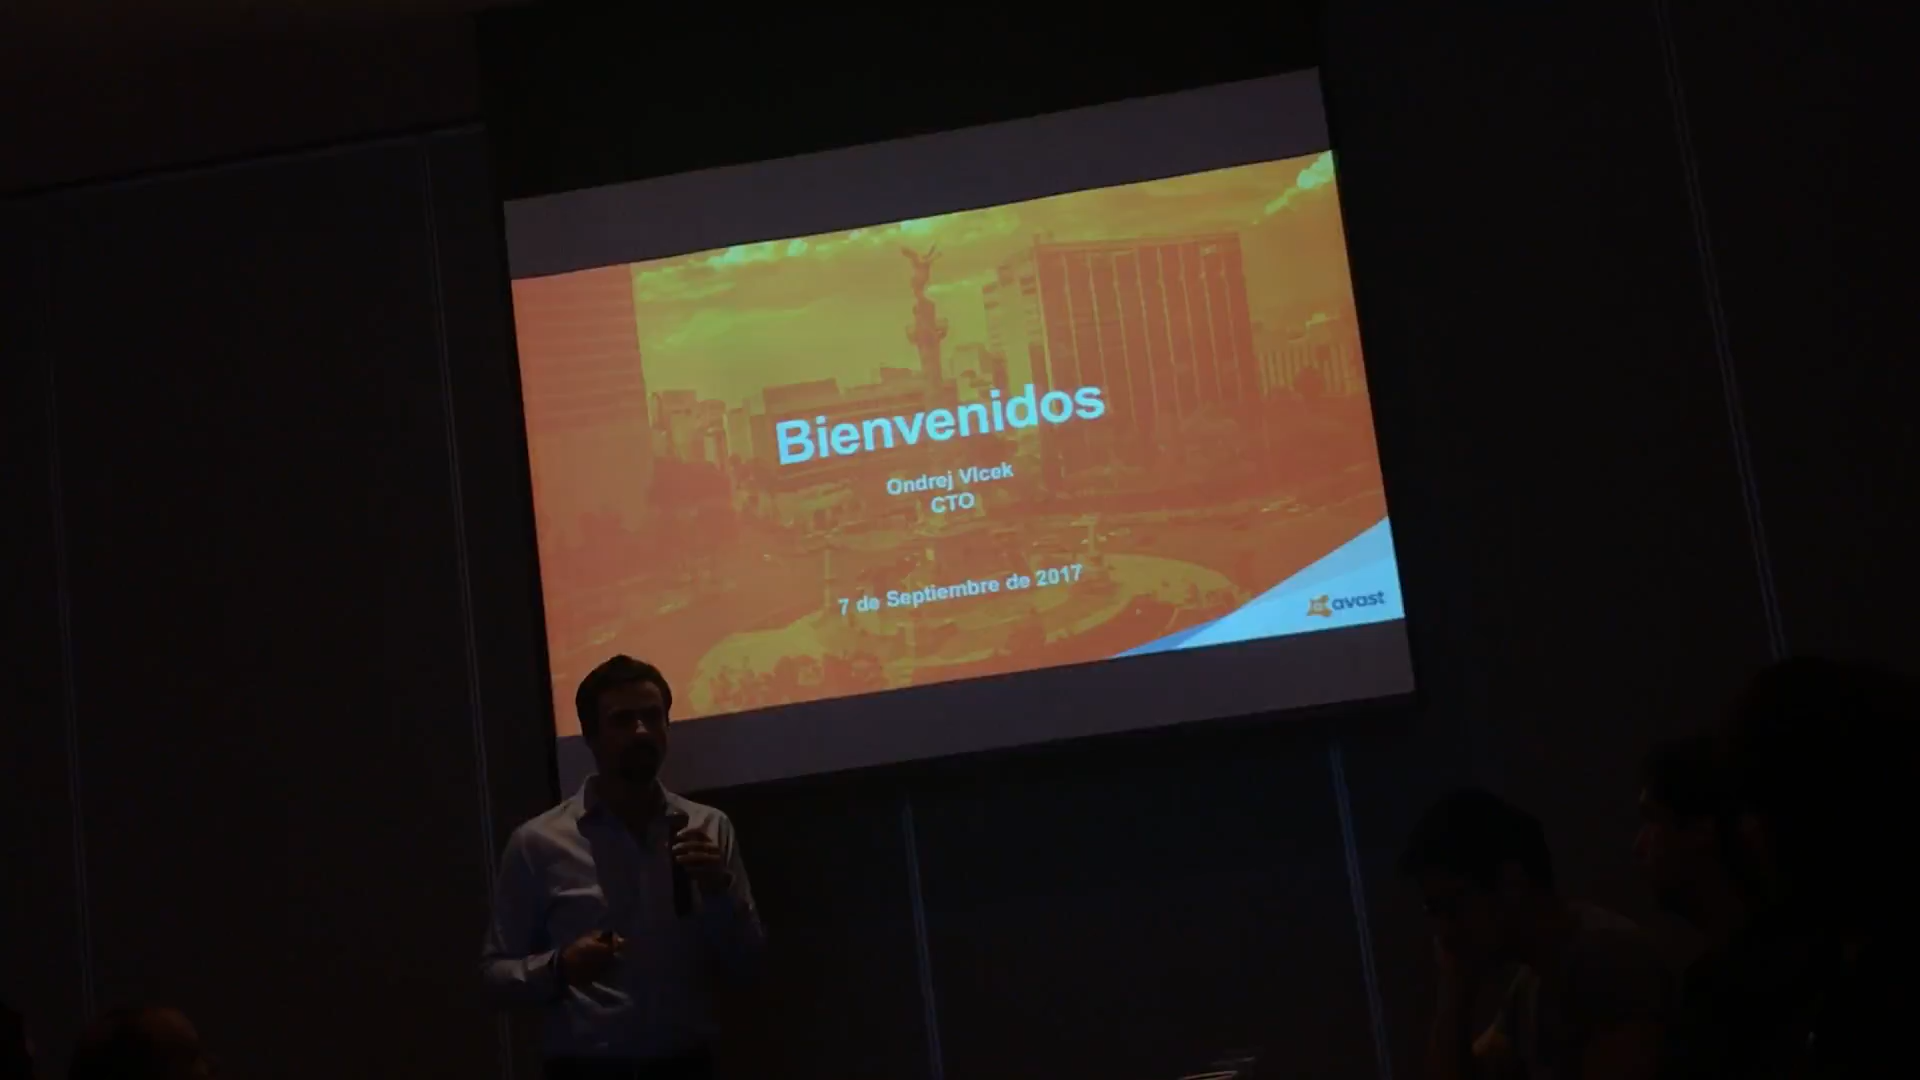 Bienvenidos
Ondrej Vlcek
CTO
7 de Septiembre de 2017
avast